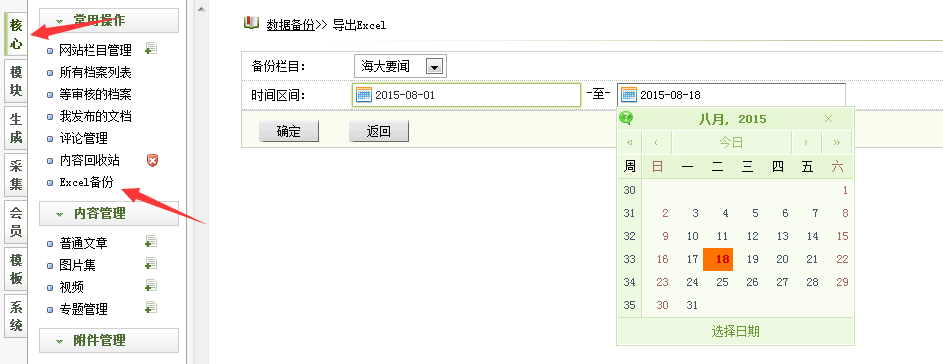 核心
模块
生成
采集
会员
模板
系统
常用操作
网站栏目管理
所有档案列表
等审核的档案
我发布的文档
评论管理
内容回收站
Excel备份
内容管理
普通文章
图片集
视频
专题管理
附件管理
数据备份>> 导出Excel
备份栏目： 海大要闻
时间区间： 2015-08-01 -至- 2015-08-18
确定 返回
? 八月, 2015 ×
« ‹ 今日 › »
周 日 一 二 三 四 五 六
30 1
31 2 3 4 5 6 7 8
32 9 10 11 12 13 14 15
33 16 17 18 19 20 21 22
34 23 24 25 26 27 28 29
35 30 31
选择日期